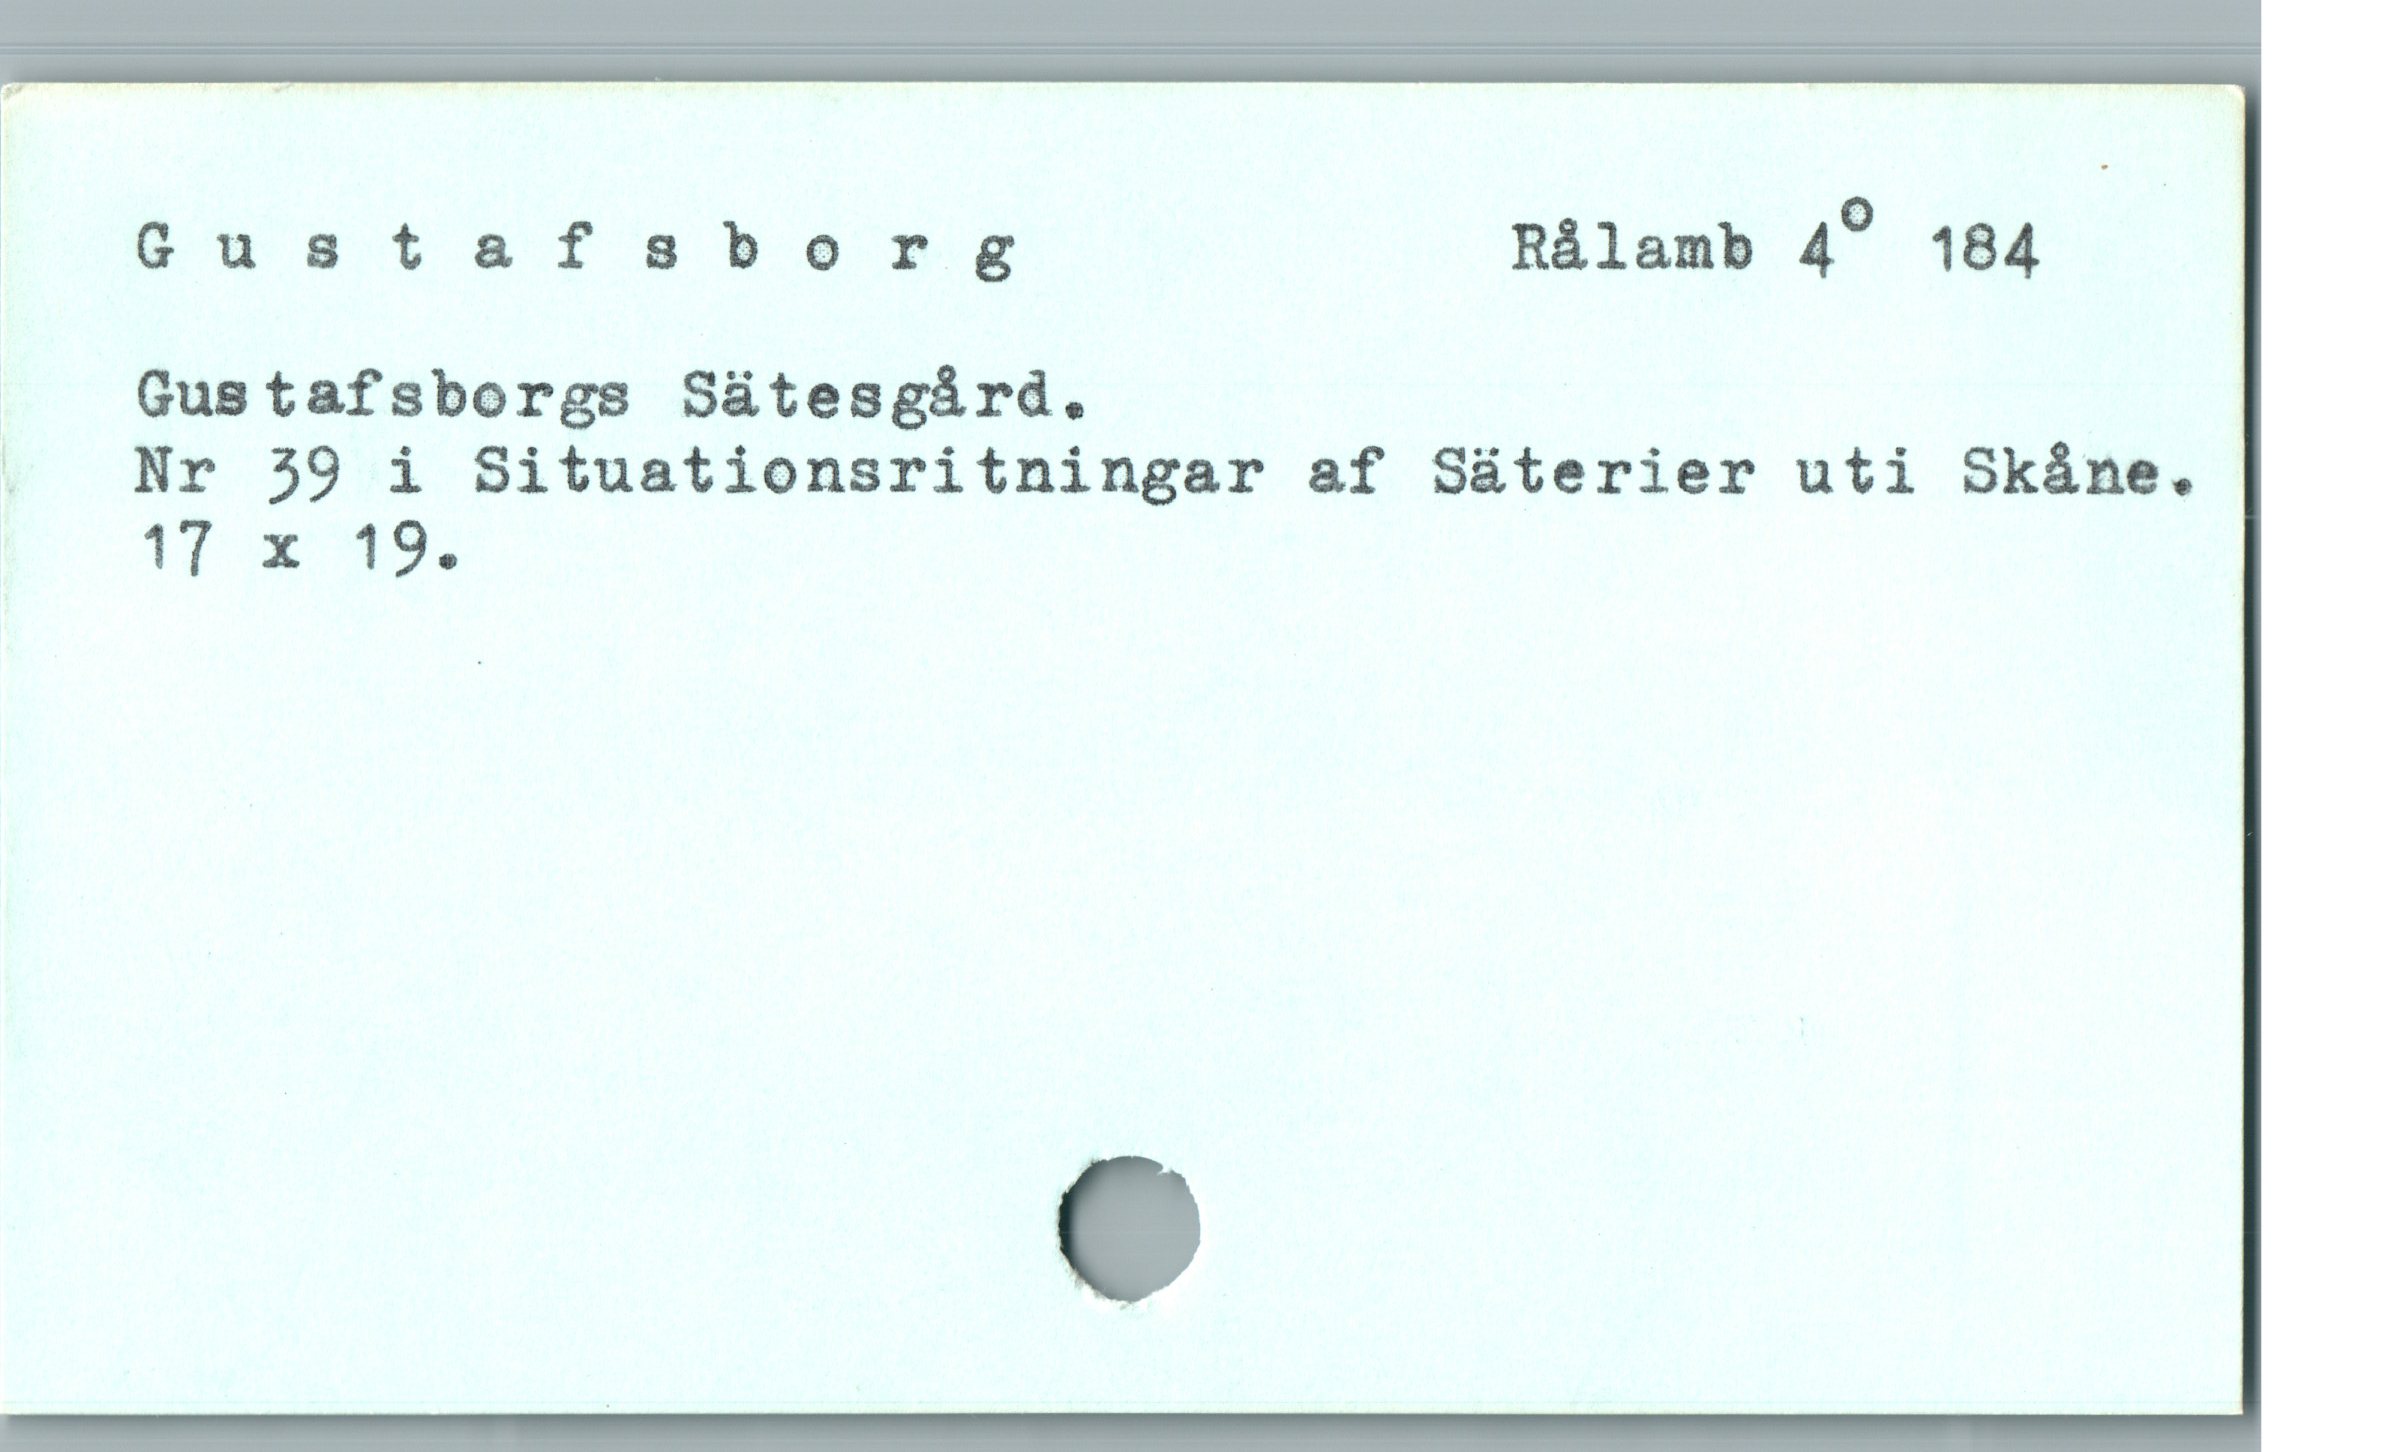 G u s t a f s b o r g Rålamb 4° 184
Gustafsborgs Sätesgård.
Nr 39 i Situationsritningar af Säterier uti Skåne.
17 x 19.